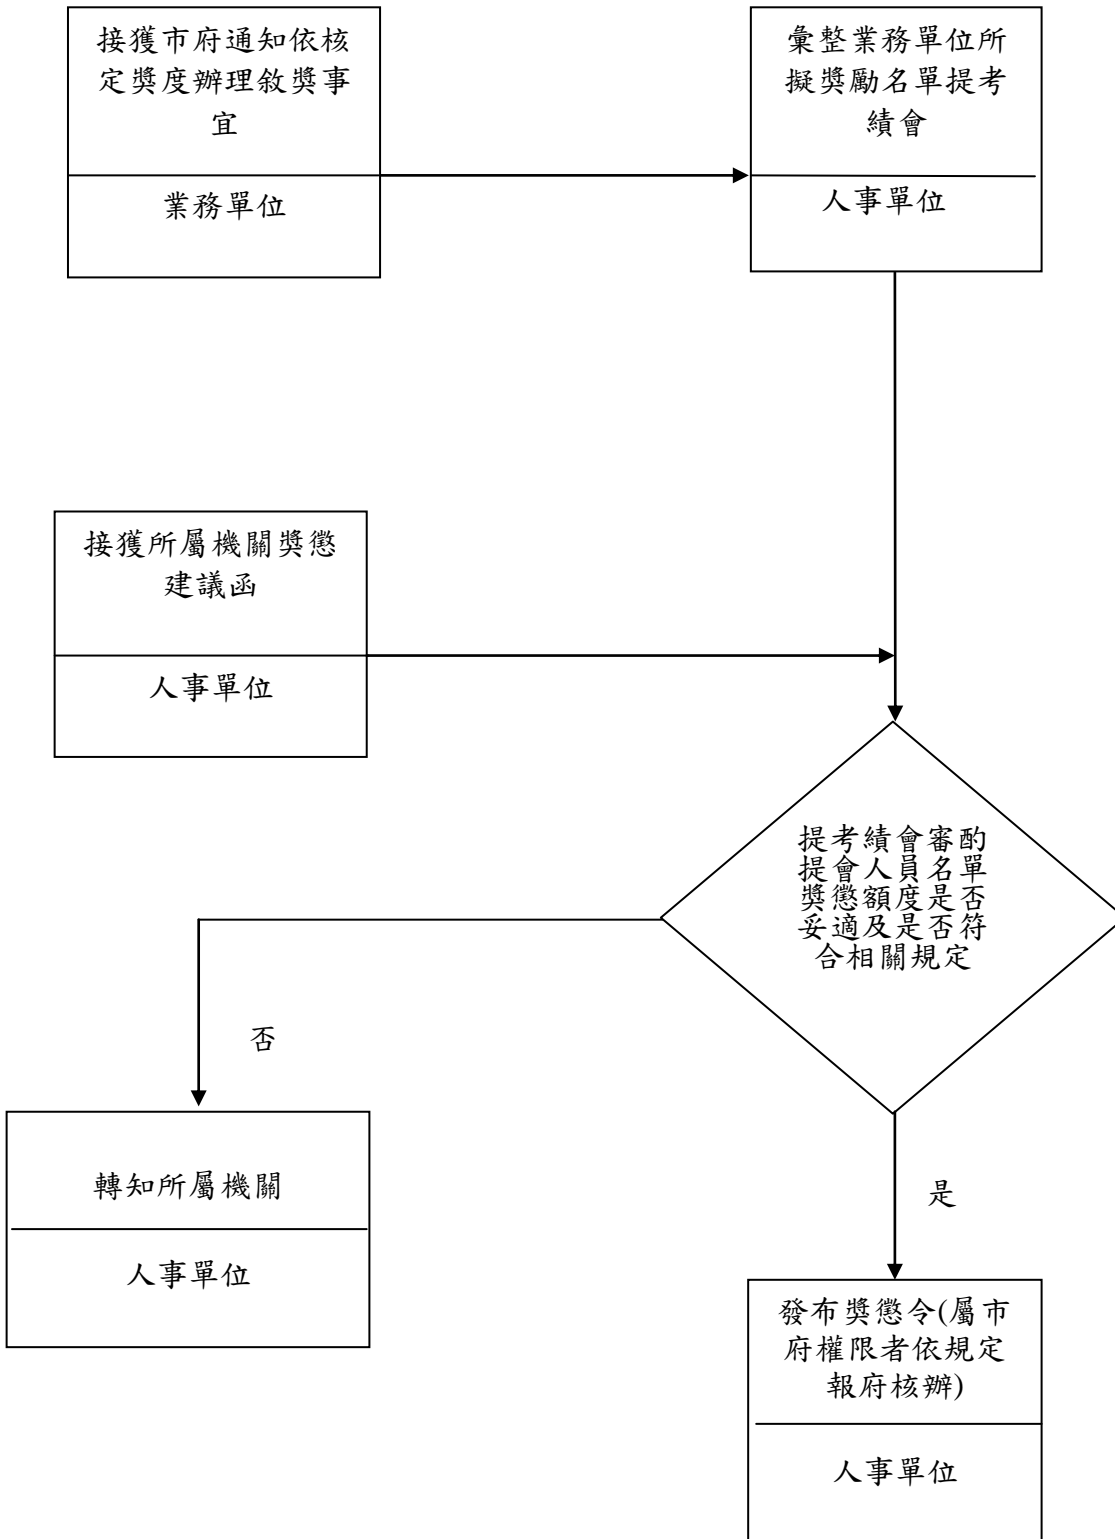 接獲市府通知依核
定獎度辦理敘獎事
宜
業務單位
彙整業務單位所
擬獎勵名單提考
績會
人事單位
接獲所屬機關獎懲
建議函
人事單位
提考績會審酌
提會人員名單
獎懲額度是否
妥適及是否符
合相關規定
否
轉知所屬機關
人事單位
是
發布獎懲令(屬市
府權限者依規定
報府核辦)
人事單位